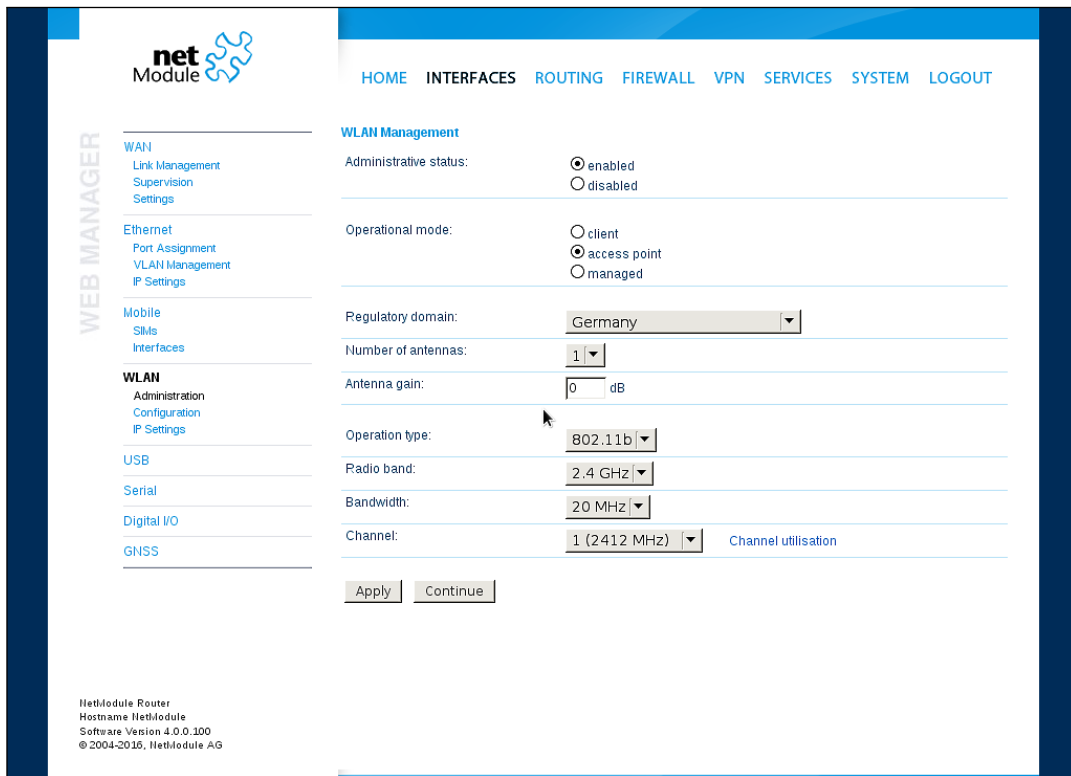 net
Module
HOME INTERFACES ROUTING FIREWALL VPN SERVICES SYSTEM LOGOUT
WEB MANAGER
WAN
Link Management
Supervision
Settings
Ethernet
Port Assignment
VLAN Management
IP Settings
Mobile
SIMs
Interfaces
WLAN
Administration
Configuration
IP Settings
USB
Serial
Digital I/O
GNSS
WLAN Management
Administrative status:
enabled
disabled
Operational mode:
client
access point
managed
Regulatory domain: Germany
Number of antennas: 1
Antenna gain: 0 dB
Operation type: 802.11b
Radio band: 2.4 GHz
Bandwidth: 20 MHz
Channel: 1 (2412 MHz) Channel utilisation
Apply Continue
NetModule Router
Hostname NetModule
Software Version 4.0.0.100
© 2004-2016, NetModule AG